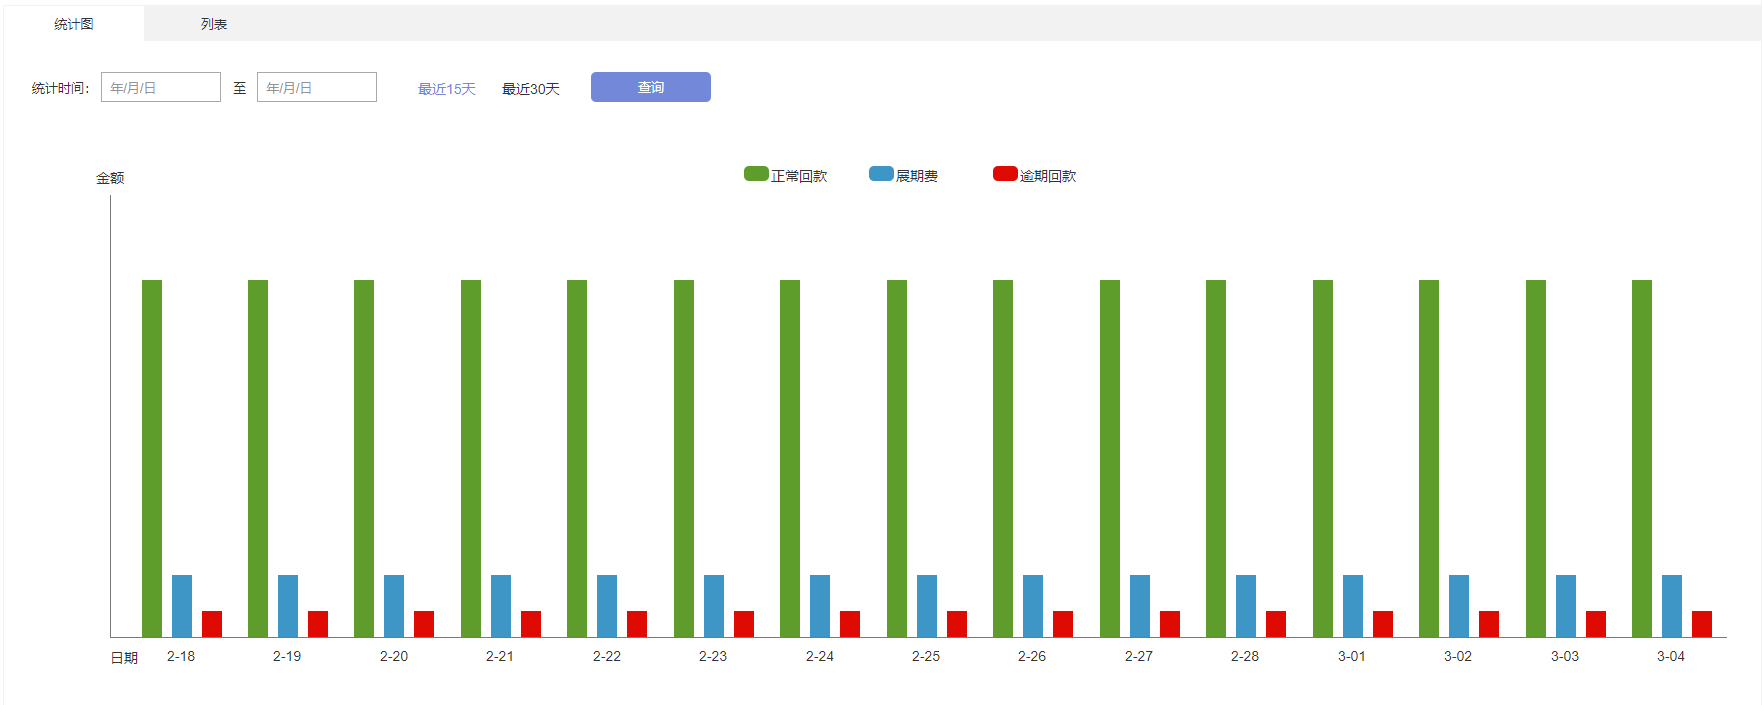 统计图 列表
统计时间: 年/月/日 至 年/月/日 最近15天 最近30天 查询
正常回款 展期费 逾期回款
金额
日期 2-18 2-19 2-20 2-21 2-22 2-23 2-24 2-25 2-26 2-27 2-28 3-01 3-02 3-03 3-04